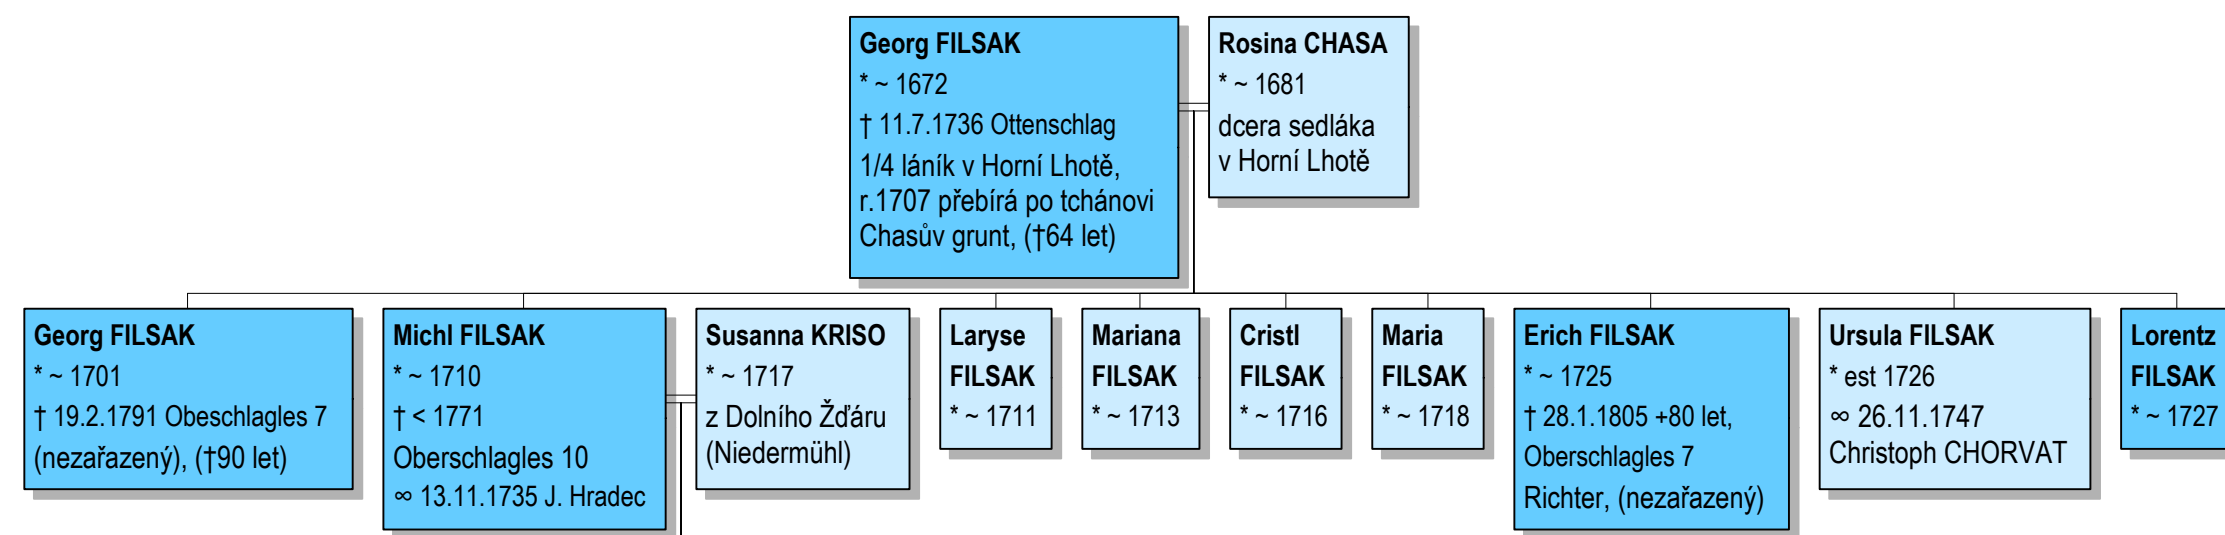 Georg FILSAK
* ~ 1672
† 11.7.1736 Ottenschlag
1/4 láník v Horní Lhotě,
r.1707 přebírá po tchánovi
Chasův grunt, (†64 let)
Rosina CHASA
* ~ 1681
dcera sedláka
v Horní Lhotě
Georg FILSAK
* ~ 1701
† 19.2.1791 Obeschlagles 7
(nezařazený), (†90 let)
Michl FILSAK
* ~ 1710
† < 1771
Oberschlagles 10
∞ 13.11.1735 J. Hradec
Susanna KRISO
* ~ 1717
z Dolního Žďáru
(Niedermühl)
Laryse
FILSAK
* ~ 1711
Mariana
FILSAK
* ~ 1713
Cristl
FILSAK
* ~ 1716
Maria
FILSAK
* ~ 1718
Erich FILSAK
* ~ 1725
† 28.1.1805 +80 let,
Oberschlagles 7
Richter, (nezařazený)
Ursula FILSAK
* est 1726
∞ 26.11.1747
Christoph CHORVAT
Lorentz
FILSAK
* ~ 1727